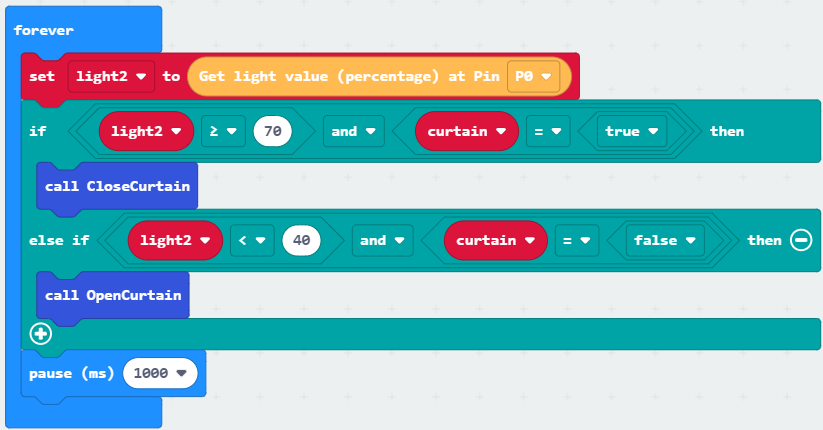 forever
set light2 to Get light value (percentage) at Pin P0
if light2 ≥ 70 and curtain = true then
call CloseCurtain
else if light2 < 40 and curtain = false then
call OpenCurtain
pause (ms) 1000